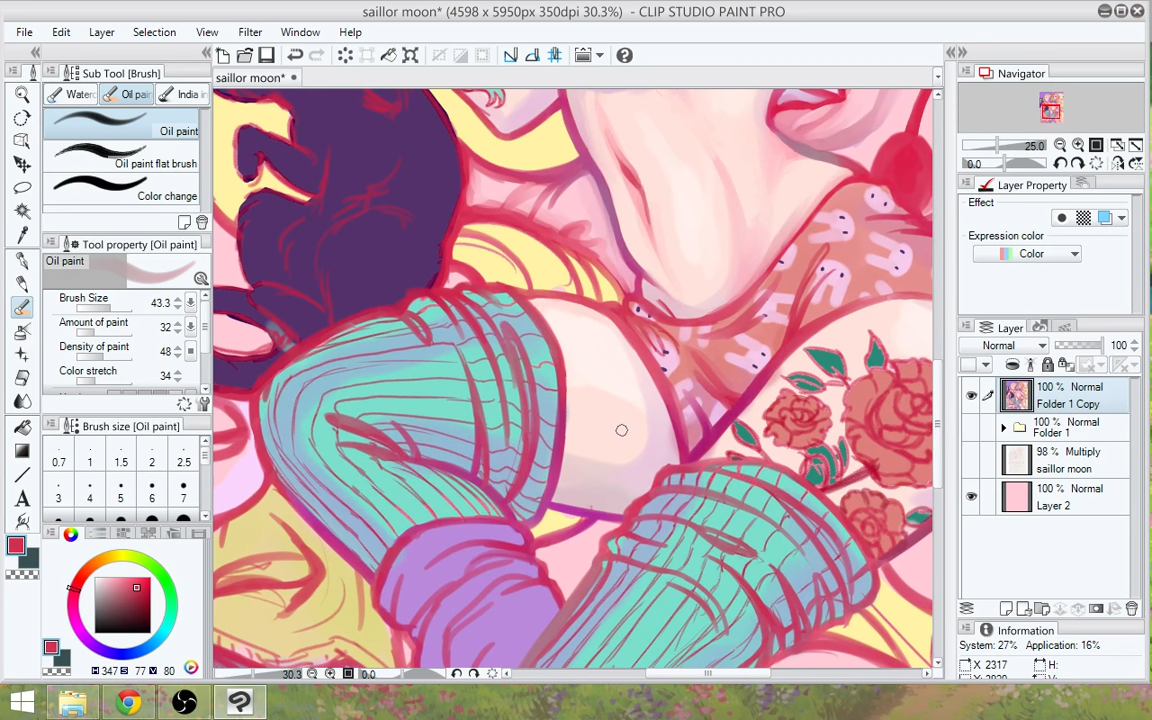 saillor moon* (4598 x 5950px 350dpi 30.3%) - CLIP STUDIO PAINT PRO
File Edit Layer Selection View Filter Window Help
Sub Tool [Brush]
saillor moon*
Navigator
Oil paint
Oil paint flat brush
Color change
25.0
0.0
Layer Property
Effect
Expression color
Color
Tool property [Oil paint]
Oil paint
Brush Size 43.3
Amount of paint 32
Density of paint 48
Color stretch 34
Layer
Normal 100
100 % Normal
Folder 1 Copy
100 % Normal
Folder 1
98 % Multiply
saillor moon
100 % Normal
Layer 2
Brush size [Oil paint]
0.7 1 1.5 2 2.5
3 4 5 6 7
A
H 347 S 77 V 80
30.3 0.0
Information
System: 27% Application: 16%
X 2317 H: